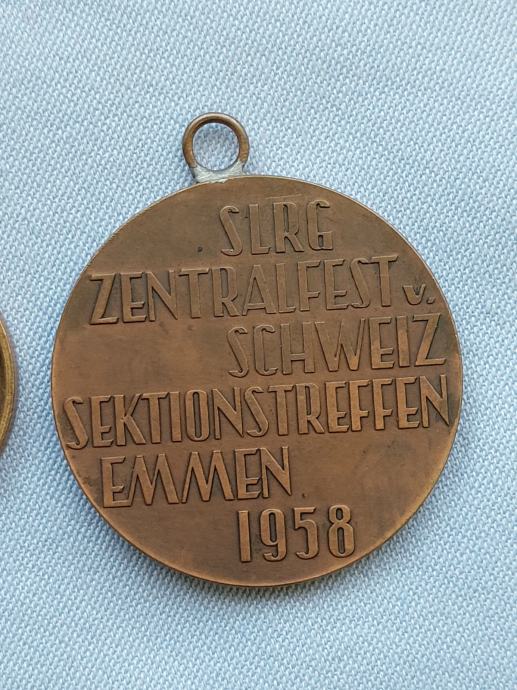 SLRG
ZENTRALFEST v.
SCHWEIZ
SEKTIONSTREFFEN
EMMEN
1958